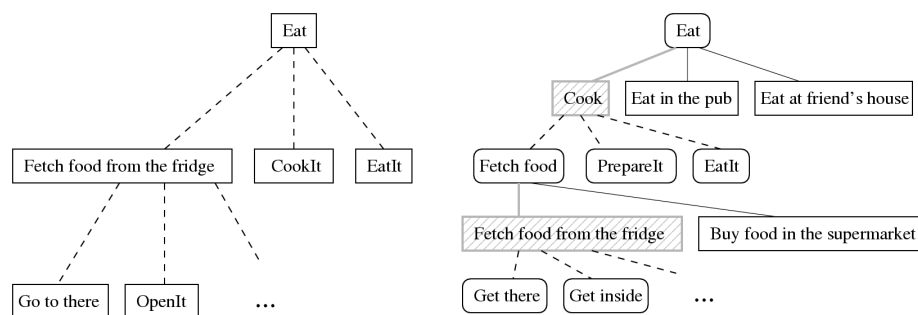 Eat
Fetch food from the fridge
CookIt
EatIt
Go to there
OpenIt
...
Eat
Cook
Eat in the pub
Eat at friend's house
Fetch food
PrepareIt
EatIt
Fetch food from the fridge
Buy food in the supermarket
Get there
Get inside
...